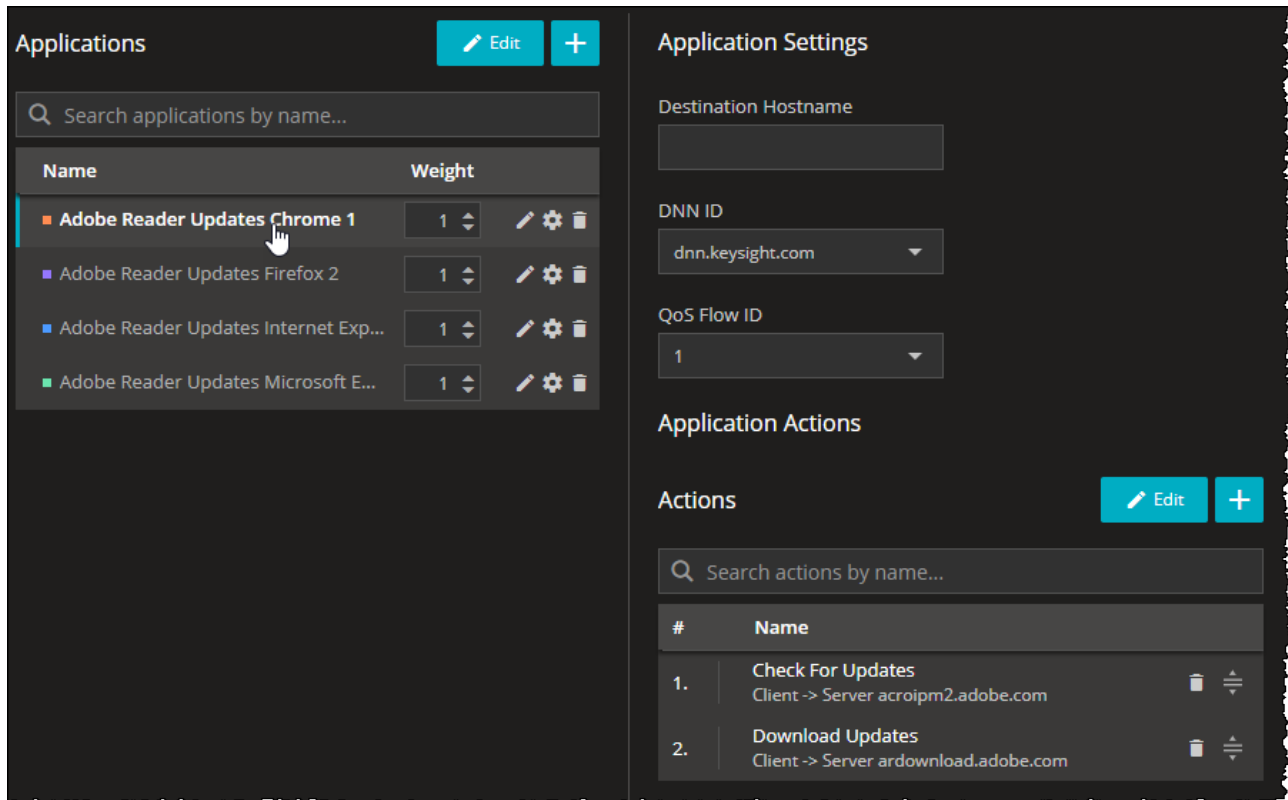 Applications
Edit
Search applications by name...
Name Weight
Adobe Reader Updates Chrome 1 1
Adobe Reader Updates Firefox 2 1
Adobe Reader Updates Internet Exp... 1
Adobe Reader Updates Microsoft E... 1
Application Settings
Destination Hostname
DNN ID
dnn.keysight.com
QoS Flow ID
1
Application Actions
Actions
Edit
Search actions by name...
# Name
1. Check For Updates
Client -> Server acroipm2.adobe.com
2. Download Updates
Client -> Server ardownload.adobe.com